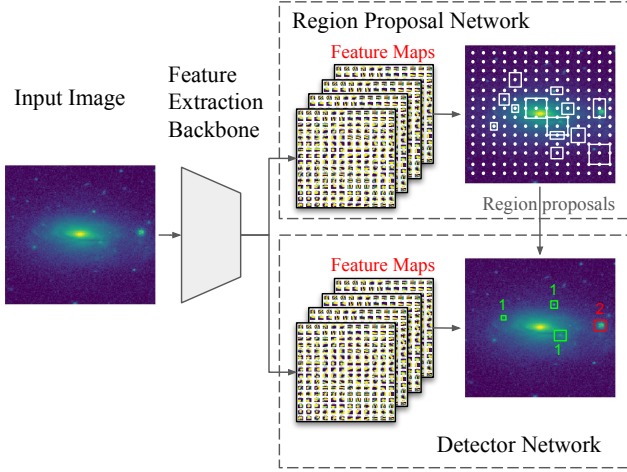 Region Proposal Network
Feature Maps
Input Image
Feature
Extraction
Backbone
Region proposals
Feature Maps
1
1
2
1
Detector Network